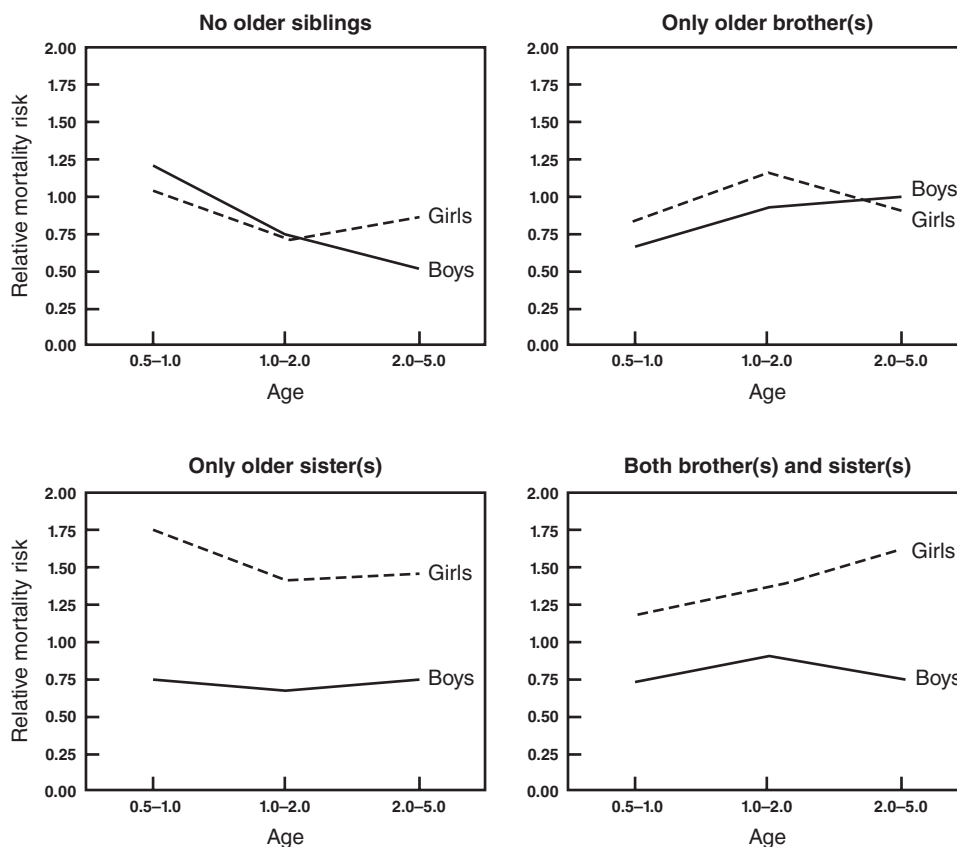 No older siblings
Relative mortality risk
2.00
1.75
1.50
1.25
1.00
0.75
0.50
0.25
0.00
Girls
Boys
0.5–1.0 1.0–2.0 2.0–5.0
Age
Only older brother(s)
2.00
1.75
1.50
1.25
1.00
0.75
0.50
0.25
0.00
Boys
Girls
0.5–1.0 1.0–2.0 2.0–5.0
Age
Only older sister(s)
Relative mortality risk
2.00
1.75
1.50
1.25
1.00
0.75
0.50
0.25
0.00
Girls
Boys
0.5–1.0 1.0–2.0 2.0–5.0
Age
Both brother(s) and sister(s)
2.00
1.75
1.50
1.25
1.00
0.75
0.50
0.25
0.00
Girls
Boys
0.5–1.0 1.0–2.0 2.0–5.0
Age